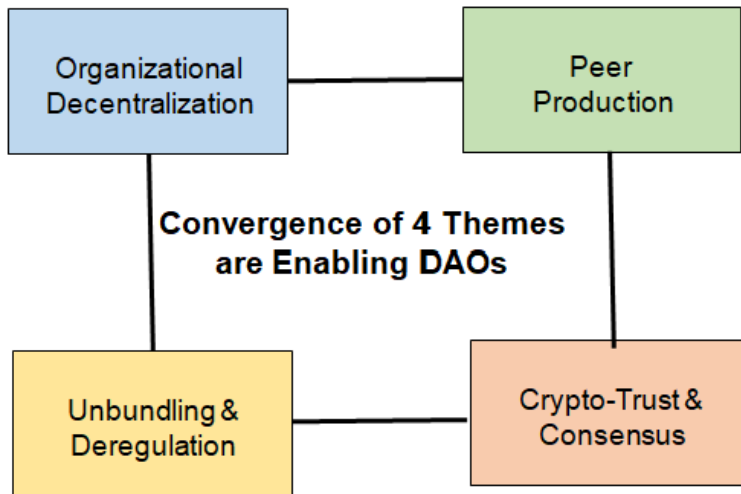 Organizational
Decentralization
Peer
Production
Convergence of 4 Themes
are Enabling DAOs
Unbundling &
Deregulation
Crypto-Trust &
Consensus